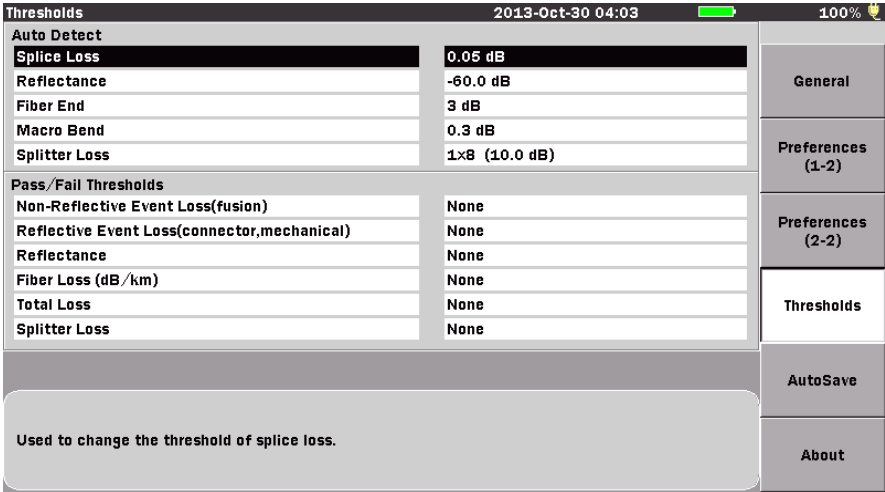 Thresholds 2013-Oct-30 04:03 100%
Auto Detect
Splice Loss 0.05 dB
Reflectance -60.0 dB
Fiber End 3 dB
Macro Bend 0.3 dB
Splitter Loss 1×8 (10.0 dB)
Pass/Fail Thresholds
Non-Reflective Event Loss(fusion) None
Reflective Event Loss(connector,mechanical) None
Reflectance None
Fiber Loss (dB/km) None
Total Loss None
Splitter Loss None
Used to change the threshold of splice loss.
General
Preferences
(1-2)
Preferences
(2-2)
Thresholds
AutoSave
About